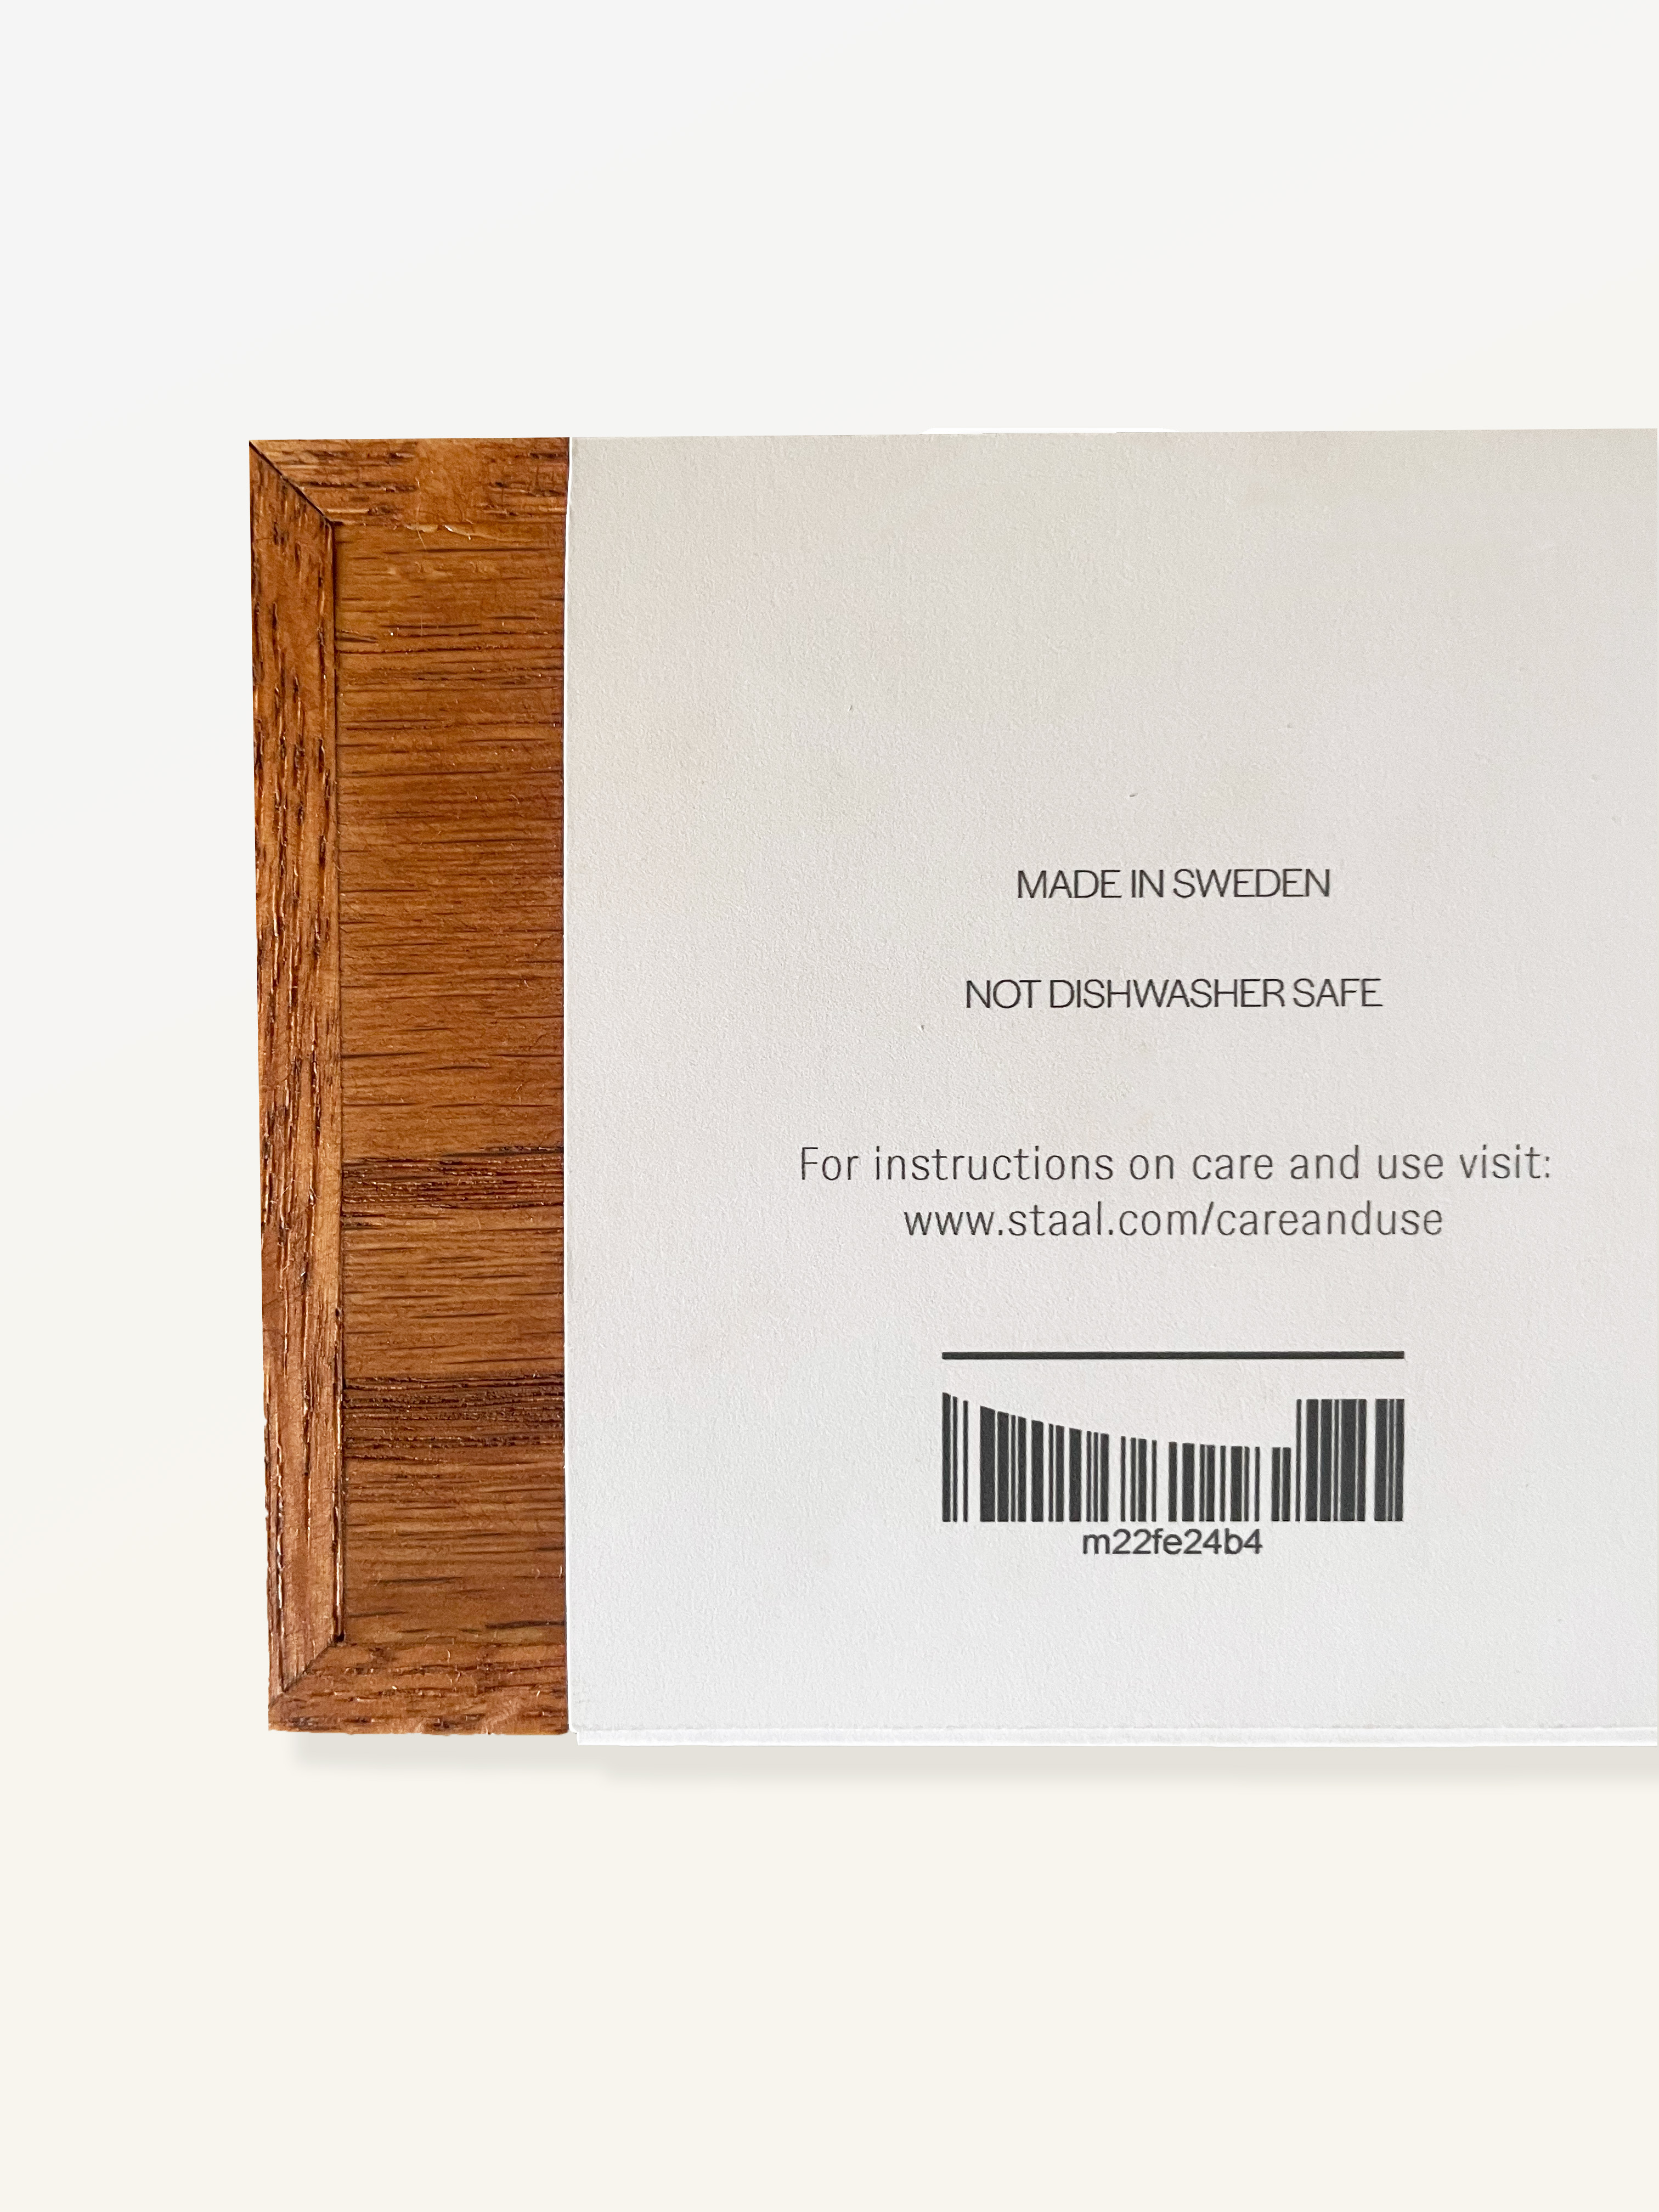 MADE IN SWEDEN
NOT DISHWASHER SAFE
For instructions on care and use visit:
www.staal.com/careanduse
m22fe24b4